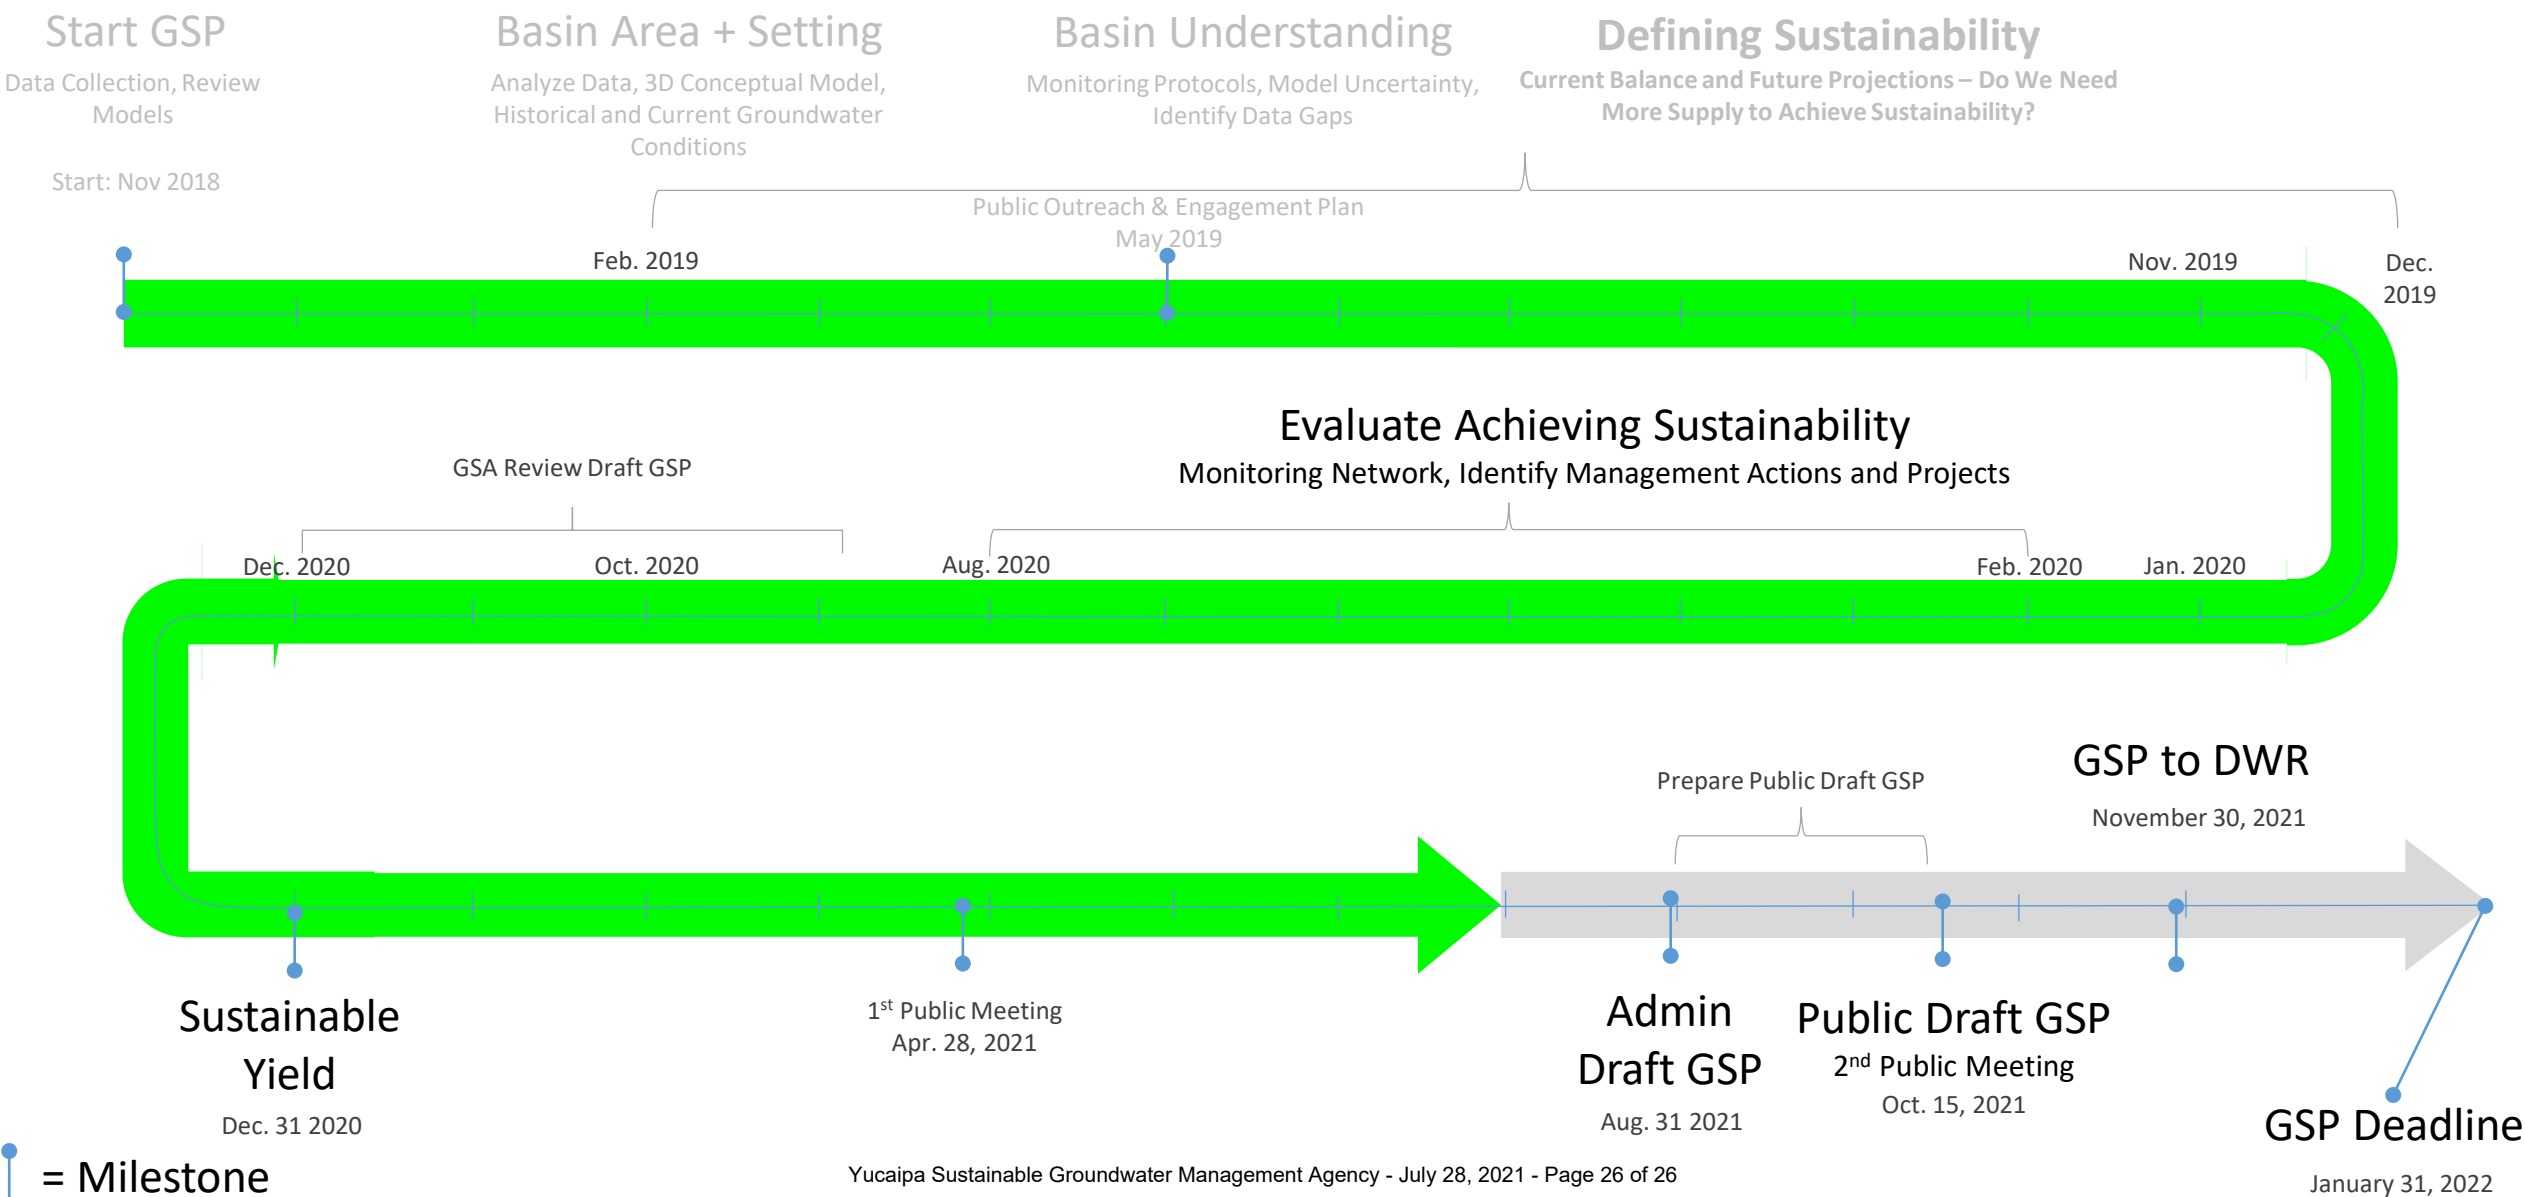 Start GSP
Data Collection, Review
Models
Start: Nov 2018
Basin Area + Setting
Analyze Data, 3D Conceptual Model,
Historical and Current Groundwater
Conditions
Basin Understanding
Monitoring Protocols, Model Uncertainty,
Identify Data Gaps
Defining Sustainability
Current Balance and Future Projections – Do We Need
More Supply to Achieve Sustainability?
Public Outreach & Engagement Plan
May 2019
Feb. 2019
Nov. 2019
Dec.
2019
Evaluate Achieving Sustainability
Monitoring Network, Identify Management Actions and Projects
GSA Review Draft GSP
Dec. 2020
Oct. 2020
Aug. 2020
Feb. 2020
Jan. 2020
GSP to DWR
November 30, 2021
Prepare Public Draft GSP
Sustainable
Yield
Dec. 31 2020
1st Public Meeting
Apr. 28, 2021
Admin
Draft GSP
Aug. 31 2021
Public Draft GSP
2nd Public Meeting
Oct. 15, 2021
GSP Deadline
January 31, 2022
= Milestone
Yucaipa Sustainable Groundwater Management Agency - July 28, 2021 - Page 26 of 26